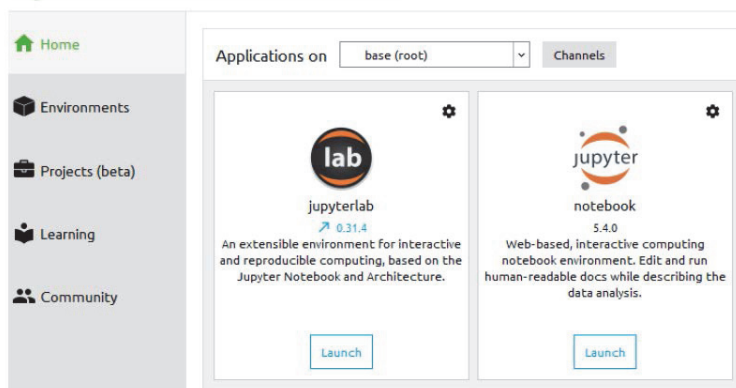 Home
Environments
Projects (beta)
Learning
Community
Applications on base (root) Channels
lab
jupyterlab
0.31.4
An extensible environment for interactive
and reproducible computing, based on the
Jupyter Notebook and Architecture.
Launch
jupyter
notebook
5.4.0
Web-based, interactive computing
notebook environment. Edit and run
human-readable docs while describing the
data analysis.
Launch